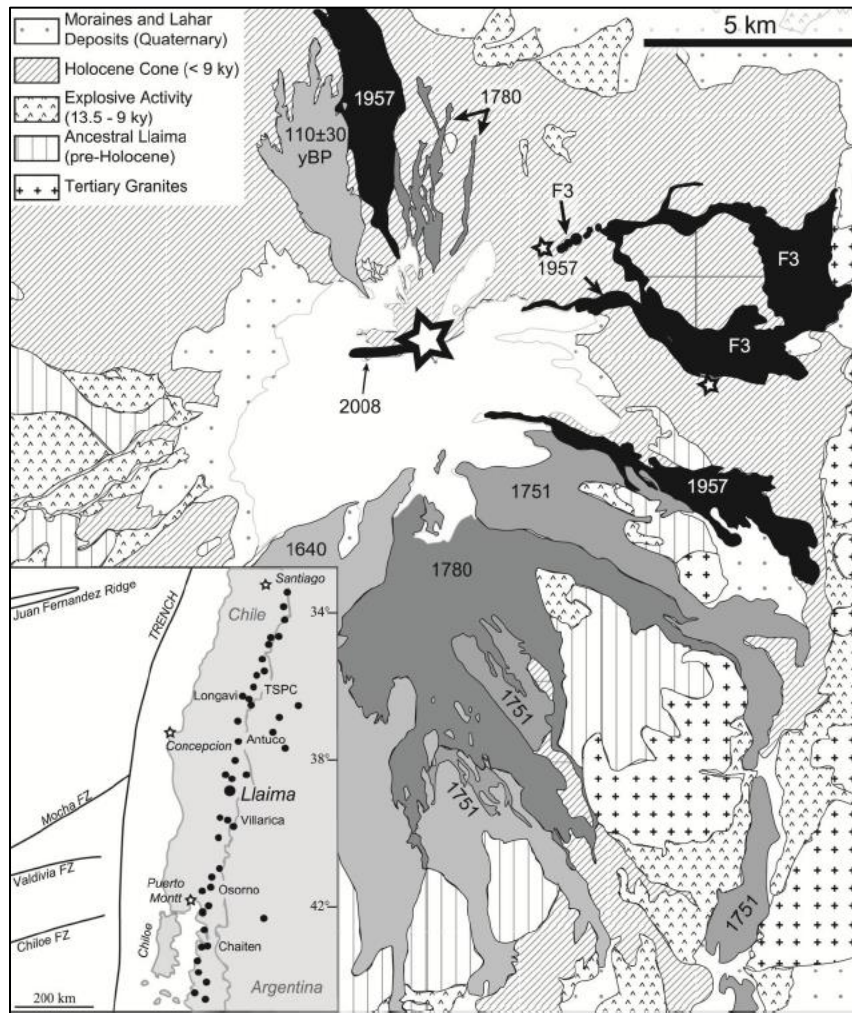 Moraines and Lahar
Deposits (Quaternary)
Holocene Cone (< 9 ky)
Explosive Activity
(13.5 - 9 ky)
Ancestral Llaima
(pre-Holocene)
Tertiary Granites
5 km
1957
1780
110±30
yBP
F3
1957
F3
F3
2008
1957
1751
1640
1780
1751
1751
1751
Santiago
Juan Fernandez Ridge
TRENCH
Chile
34°
Longavi
TSPC
Concepcion
Antuco
38°
Llaima
Mocha FZ
Villarica
Valdivia FZ
Puerto
Montt
Osorno
42°
Chiloe
Chiloe FZ
Chaiten
Argentina
200 km